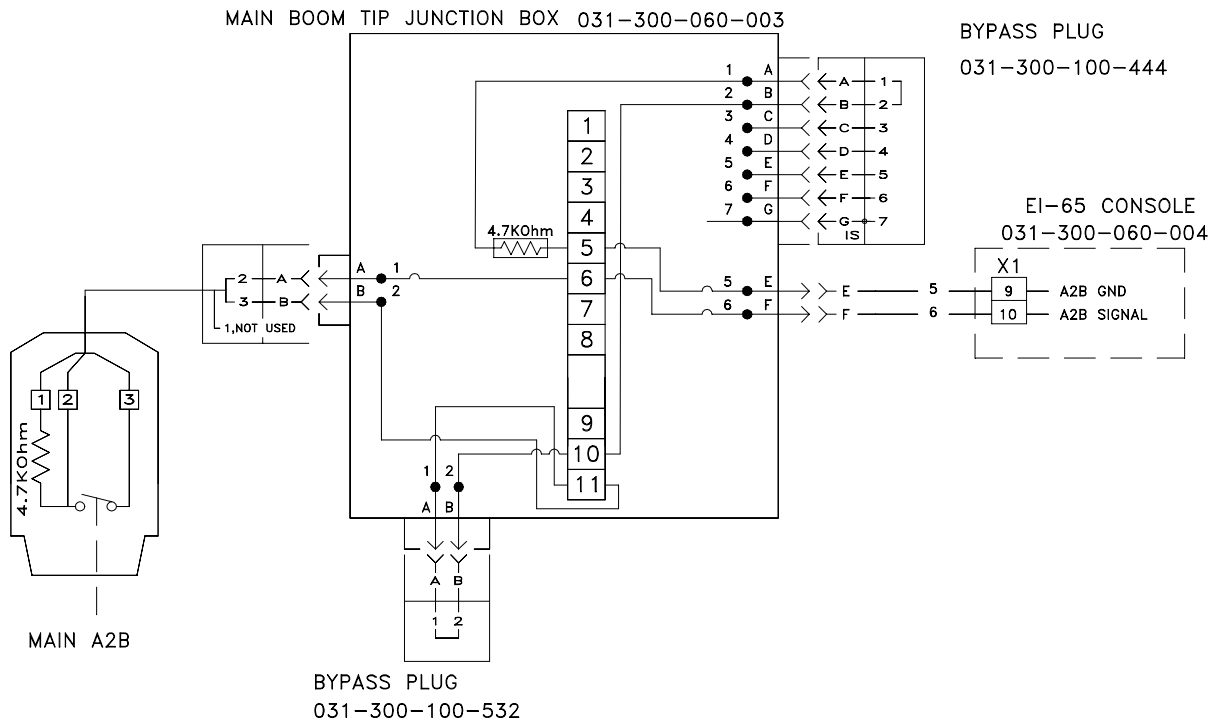 MAIN BOOM TIP JUNCTION BOX 031-300-060-003
BYPASS PLUG
031-300-100-444
1 A A 1
2 B B 2
3 C C 3
4 D D 4
5 E E 5
6 F F 6
7 G G 7
IS
1
2
3
4
5
6
7
8
9
10
11
4.7KOhm
EI-65 CONSOLE
031-300-060-004
X1
5 E E 5 9 A2B GND
6 F F 6 10 A2B SIGNAL
2 A A 1
3 B B 2
1,NOT USED
1 2 3
4.7KOhm
MAIN A2B
1 2
A B
A B
1 2
BYPASS PLUG
031-300-100-532